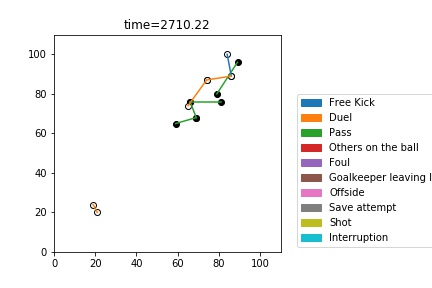 time=2710.22
100
80
60
40
20
0
0 20 40 60 80 100
Free Kick
Duel
Pass
Others on the ball
Foul
Goalkeeper leaving l
Offside
Save attempt
Shot
Interruption